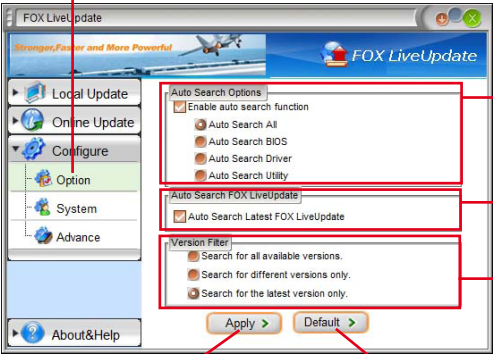 FOX LiveUpdate
Stronger,Faster and More Powerful
FOX LiveUpdate
Local Update
Online Update
Configure
Option
System
Advance
About&Help
Auto Search Options
Enable auto search function
Auto Search All
Auto Search BIOS
Auto Search Driver
Auto Search Utility
Auto Search FOX LiveUpdate
Auto Search Latest FOX LiveUpdate
Version Filter
Search for all available versions.
Search for different versions only.
Search for the latest version only.
Apply >
Default >